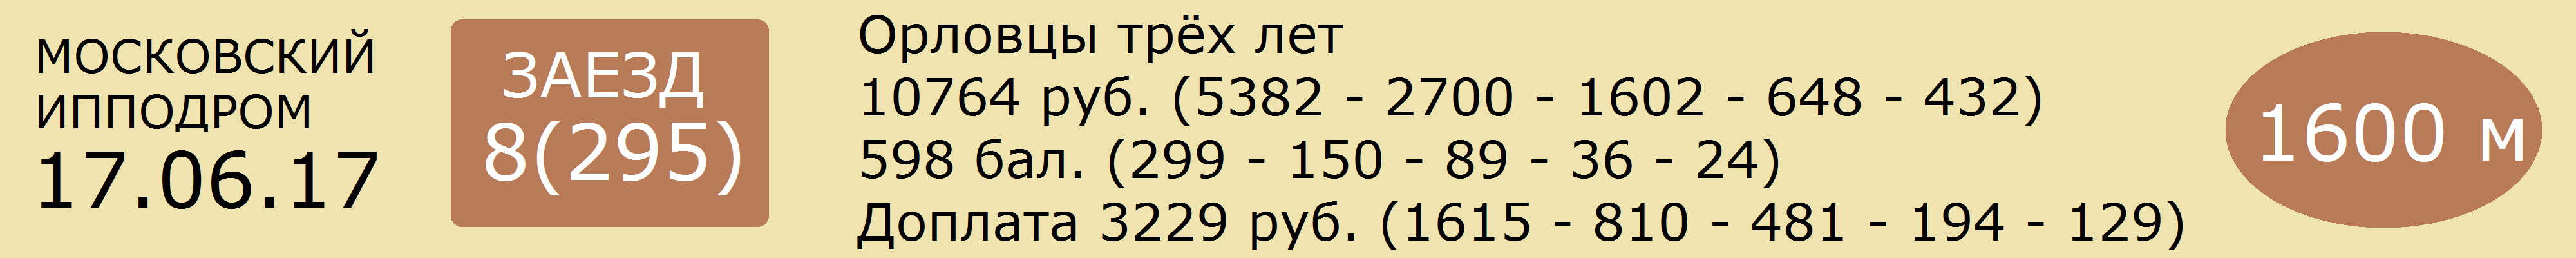 МОСКОВСКИЙ
ИППОДРОМ
17.06.17
ЗАЕЗД
8(295)
Орловцы трёх лет
10764 руб. (5382 - 2700 - 1602 - 648 - 432)
598 бал. (299 - 150 - 89 - 36 - 24)
Доплата 3229 руб. (1615 - 810 - 481 - 194 - 129)
1600 м